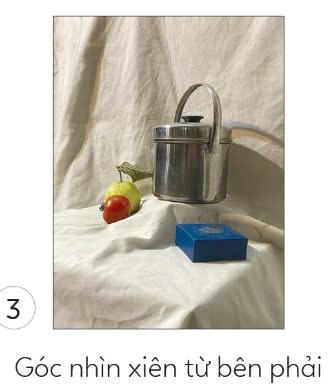 3
Góc nhìn xiên từ bên phải